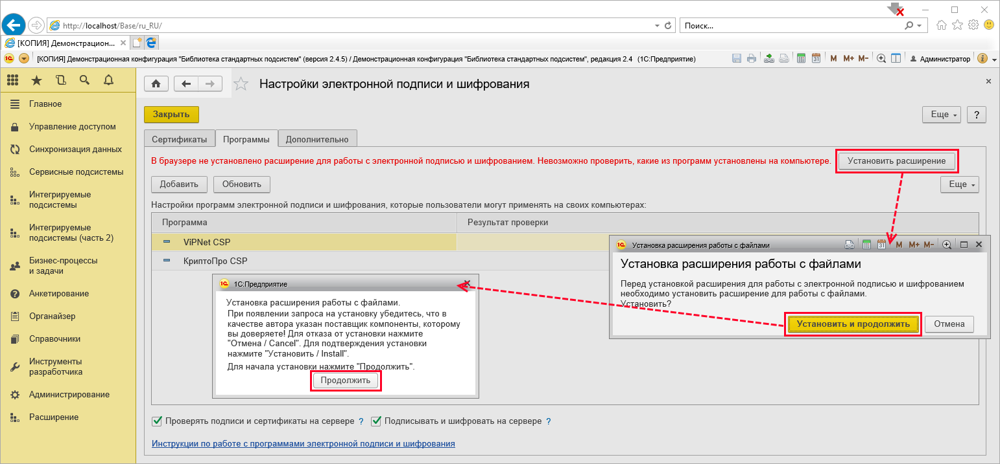 http://localhost/Base/ru_RU/
Поиск...
[КОПИЯ] Демонстрацион...
[КОПИЯ] Демонстрационная конфигурация "Библиотека стандартных подсистем" (версия 2.4.5) / Демонстрационная конфигурация "Библиотека стандартных подсистем", редакция 2.4 (1С:Предприятие)
31 M M+ M- Администратор
Настройки электронной подписи и шифрования
Главное
Управление доступом
Синхронизация данных
Сервисные подсистемы
Интегрируемые
подсистемы
Интегрируемые
подсистемы (часть 2)
Бизнес-процессы
и задачи
Анкетирование
Органайзер
Справочники
Инструменты
разработчика
Администрирование
Расширение
Закрыть
Еще
?
Сертификаты
Программы
Дополнительно
В браузере не установлено расширение для работы с электронной подписью и шифрованием. Невозможно проверить, какие из программ установлены на компьютере.
Установить расширение
Добавить
Обновить
Еще
Настройки программ электронной подписи и шифрования, которые пользователи могут применять на своих компьютерах:
Программа
Результат проверки
ViPNet CSP
КриптоПро CSP
1С Установка расширения работы с файлами
31 M M+ M-
Установка расширения работы с файлами
Перед установкой расширения для работы с электронной подписью и шифрованием
необходимо установить расширение для работы с файлами.
Установить?
Установить и продолжить
Отмена
1С 1С:Предприятие
Установка расширения работы с файлами.
При появлении запроса на установку убедитесь, что в
качестве автора указан поставщик компоненты, которому
вы доверяете! Для отказа от установки нажмите
"Отмена / Cancel". Для подтверждения установки
нажмите "Установить / Install".
Для начала установки нажмите "Продолжить".
Продолжить
Проверять подписи и сертификаты на сервере ?
Подписывать и шифровать на сервере ?
Инструкции по работе с программами электронной подписи и шифрования